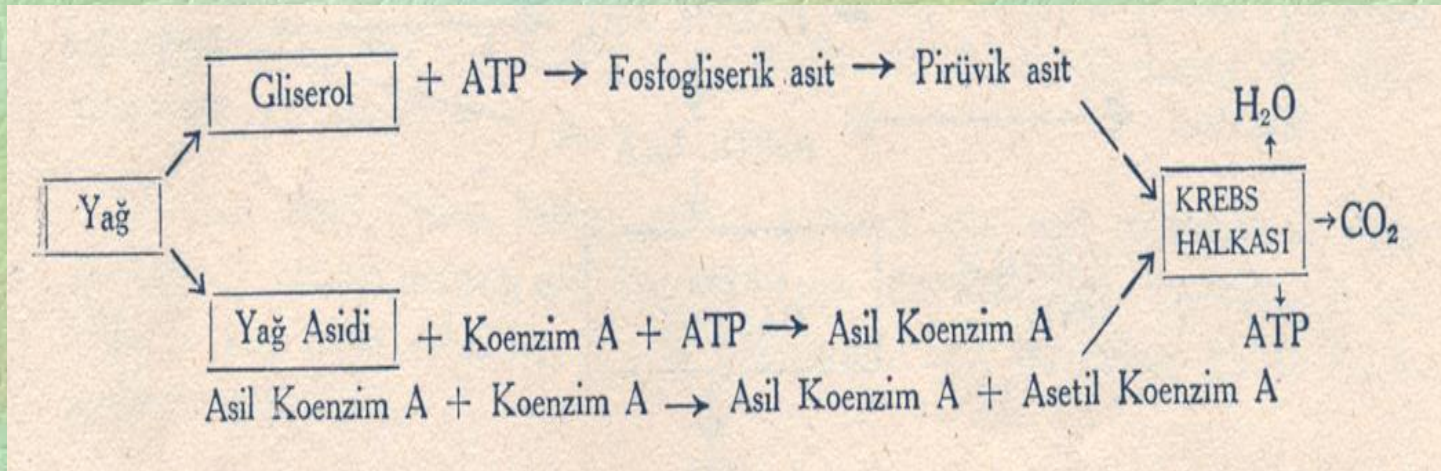 Gliserol + ATP → Fosfogliserik asit → Pirüvik asit
H₂O
Yağ
KREBS
HALKASI → CO₂
Yağ Asidi + Koenzim A + ATP → Asil Koenzim A
ATP
Asil Koenzim A + Koenzim A → Asil Koenzim A + Asetil Koenzim A